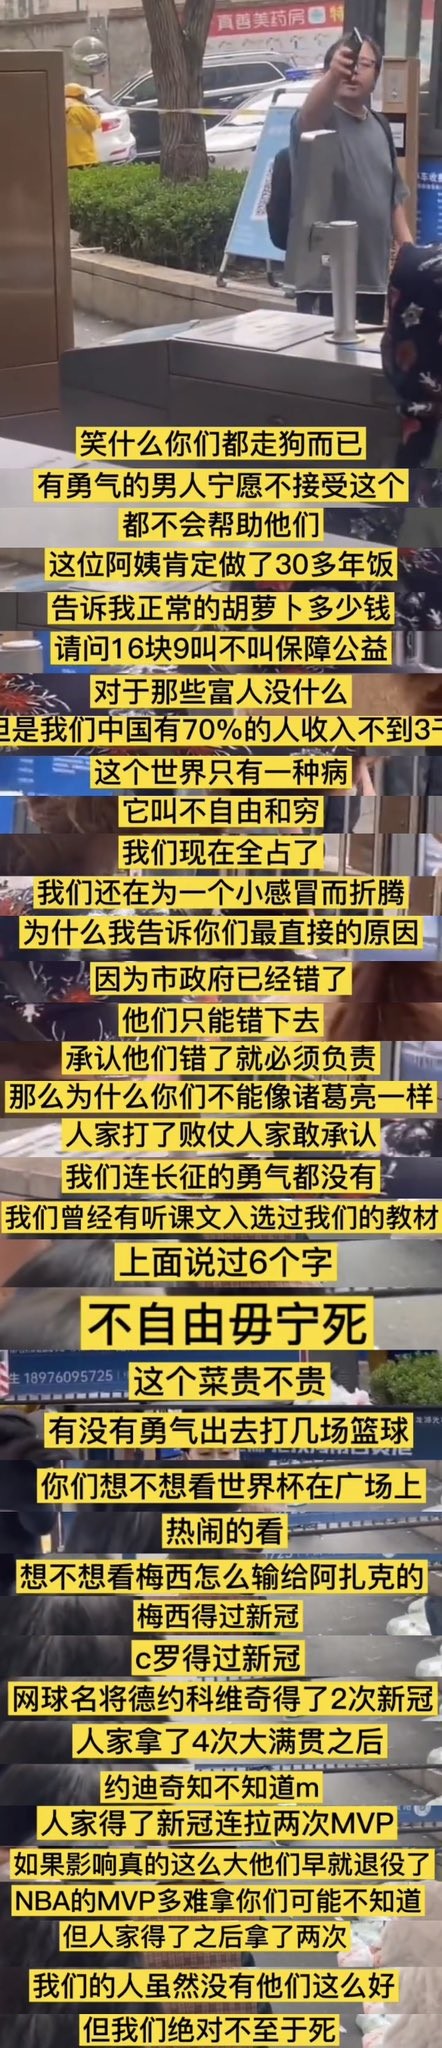 真善美药房
特
笑什么你们都走狗而已
有勇气的男人宁愿不接受这个
都不会帮助他们
这位阿姨肯定做了30多年饭
告诉我正常的胡萝卜多少钱
请问16块9叫不叫保障公益
对于那些富人没什么
但是我们中国有70%的人收入不到3千
这个世界只有一种病
它叫不自由和穷
我们现在全占了
我们还在为一个小感冒而折腾
为什么我告诉你们最直接的原因
因为市政府已经错了
他们只能错下去
承认他们错了就必须负责
那么为什么你们不能像诸葛亮一样
人家打了败仗人家敢承认
我们连长征的勇气都没有
我们曾经有听课文入选过我们的教材
上面说过6个字
不自由毋宁死
生 18976095725
这个菜贵不贵
有没有勇气出去打几场篮球
你们想不想看世界杯在广场上
热闹的看
想不想看梅西怎么输给阿扎克的
梅西得过新冠
c罗得过新冠
网球名将德约科维奇得了2次新冠
人家拿了4次大满贯之后
约迪奇知不知道m
人家得了新冠连拉两次MVP
如果影响真的这么大他们早就退役了
NBA的MVP多难拿你们可能不知道
但人家得了之后拿了两次
我们的人虽然没有他们这么好
但我们绝对不至于死